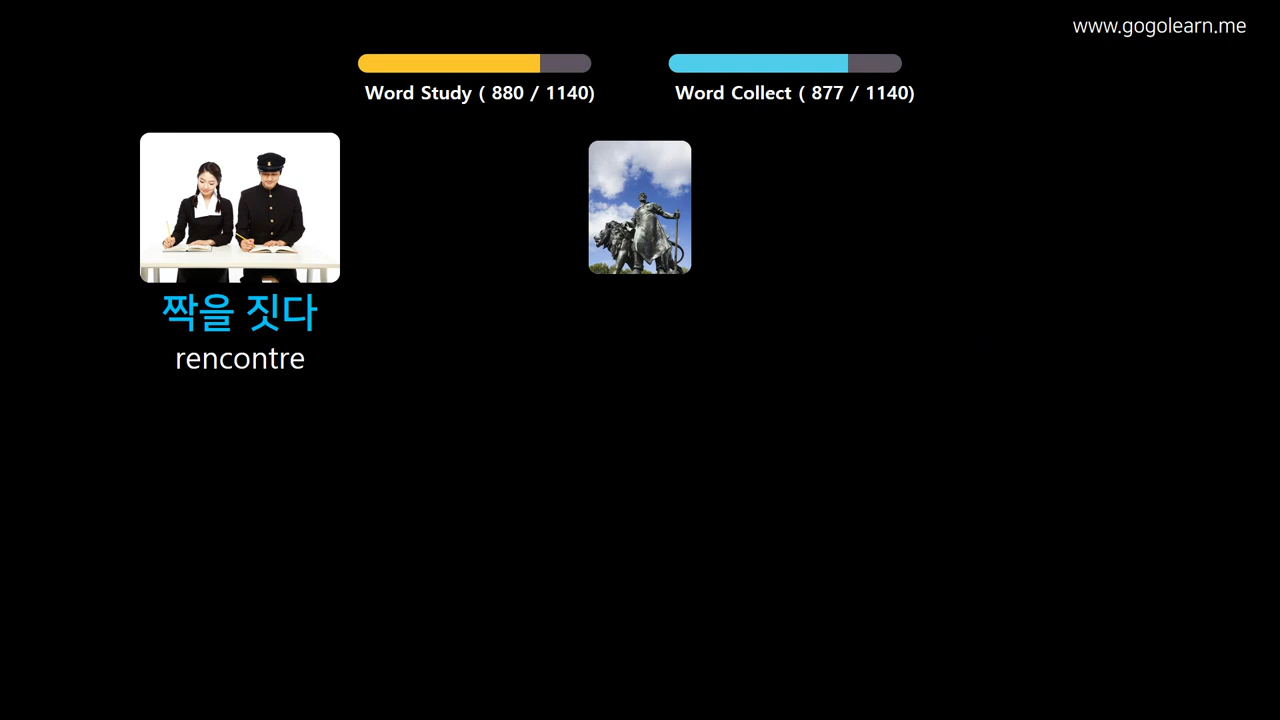 www.gogolearn.me
Word Study ( 880 / 1140)
Word Collect ( 877 / 1140)
짝을 짓다
rencontre